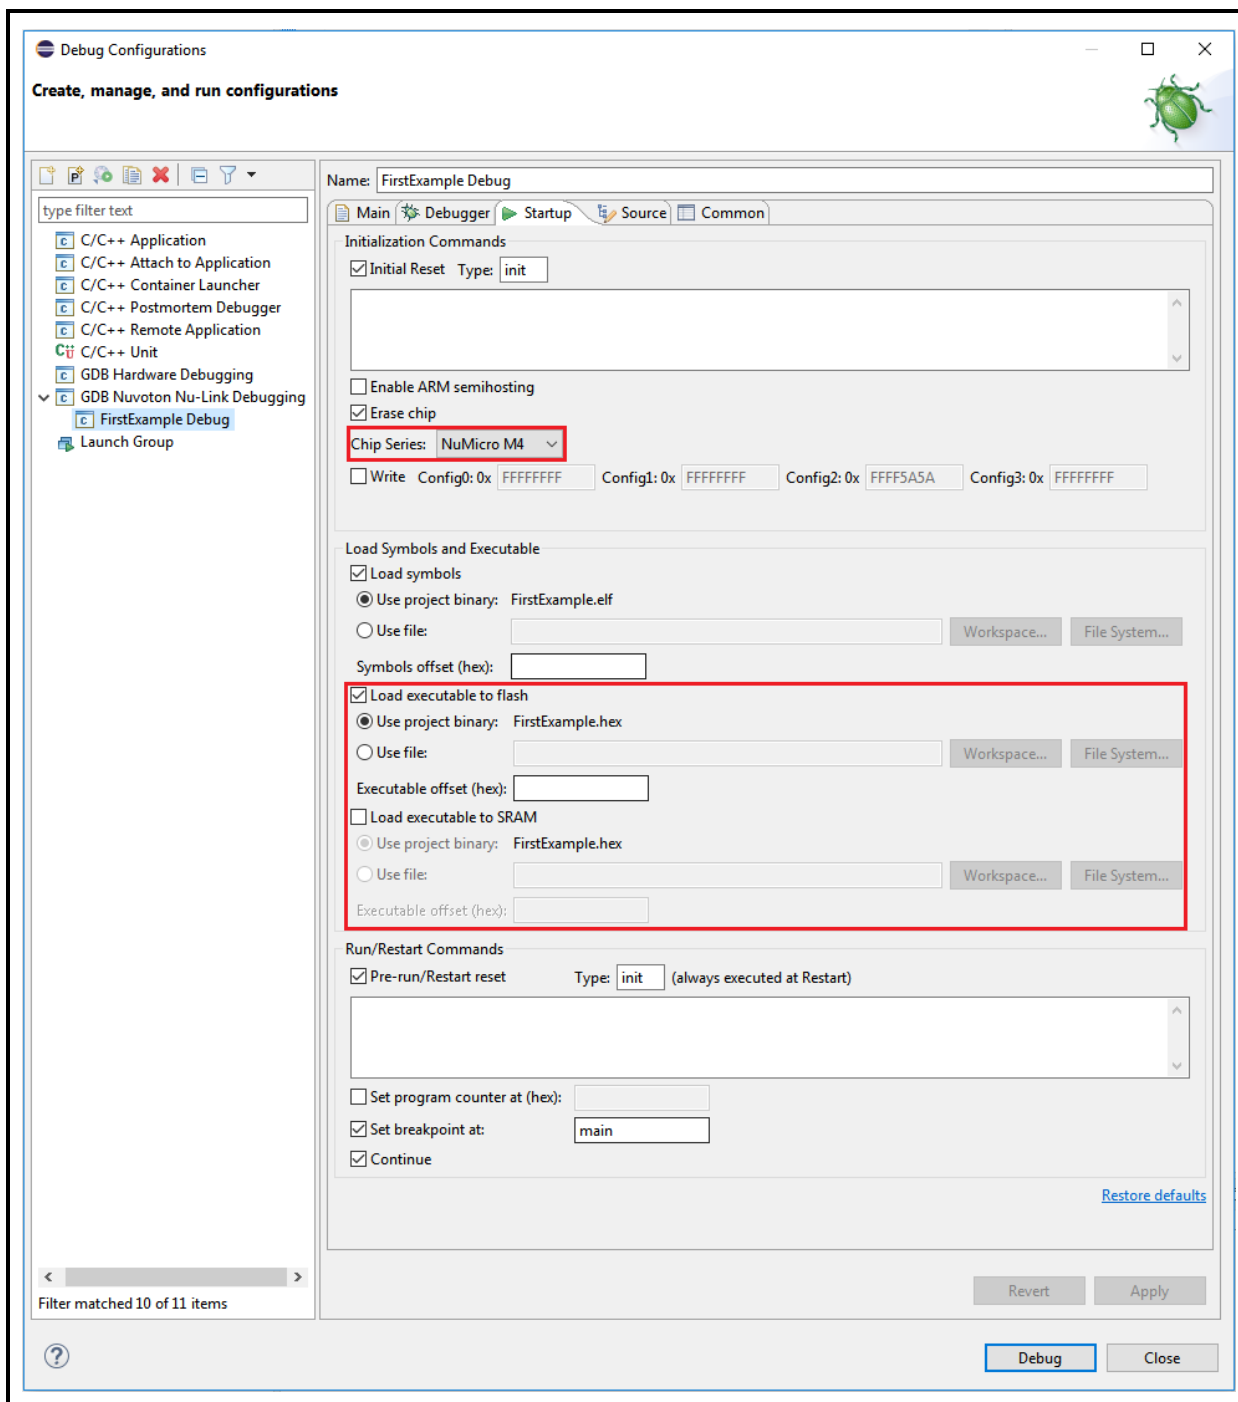 Debug Configurations
Create, manage, and run configurations
type filter text
C/C++ Application
C/C++ Attach to Application
C/C++ Container Launcher
C/C++ Postmortem Debugger
C/C++ Remote Application
C/C++ Unit
GDB Hardware Debugging
GDB Nuvoton Nu-Link Debugging
FirstExample Debug
Launch Group
Filter matched 10 of 11 items
Name: FirstExample Debug
Main Debugger Startup Source Common
Initialization Commands
Initial Reset Type: init
Enable ARM semihosting
Erase chip
Chip Series: NuMicro M4
Write Config0: 0x FFFFFFFF Config1: 0x FFFFFFFF Config2: 0x FFFF5A5A Config3: 0x FFFFFFFF
Load Symbols and Executable
Load symbols
Use project binary: FirstExample.elf
Use file: Workspace... File System...
Symbols offset (hex):
Load executable to flash
Use project binary: FirstExample.hex
Use file: Workspace... File System...
Executable offset (hex):
Load executable to SRAM
Use project binary: FirstExample.hex
Use file: Workspace... File System...
Executable offset (hex):
Run/Restart Commands
Pre-run/Restart reset Type: init (always executed at Restart)
Set program counter at (hex):
Set breakpoint at: main
Continue
Restore defaults
Revert Apply
Debug Close